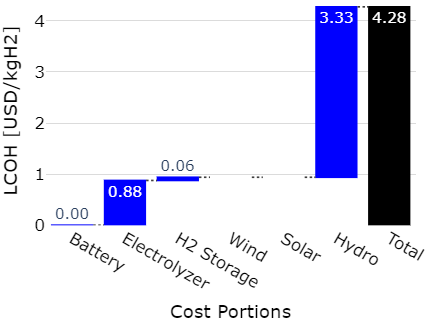 LCOH [USD/kgH2]
4
3
2
1
0
0.00
0.88
0.06
3.33
4.28
Battery
Electrolyzer
H2 Storage
Wind
Solar
Hydro
Total
Cost Portions